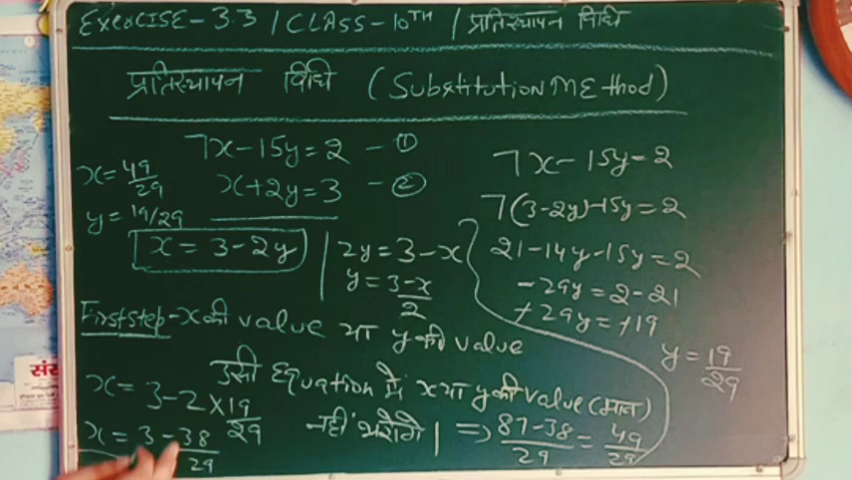 Exercise-3.3 / CLASS-10TH / प्रतिस्थापन विधि
प्रतिस्थापन विधि (Substitution Method)
7x-15y=2 -①
x+2y=3 -②
x=49/29
y=19/29
x=3-2y
2y=3-x
y=3-x/2
First step-x की value या y की value
उसी Equation में x या y की value (मान)
नहीं भरेंगे |
x=3-2×19/29
x=3-38/29
=> 87-38/29=49/29
7x-15y=2
7(3-2y)-15y=2
21-14y-15y=2
-29y=2-21
+29y=+19
y=19/29
संस